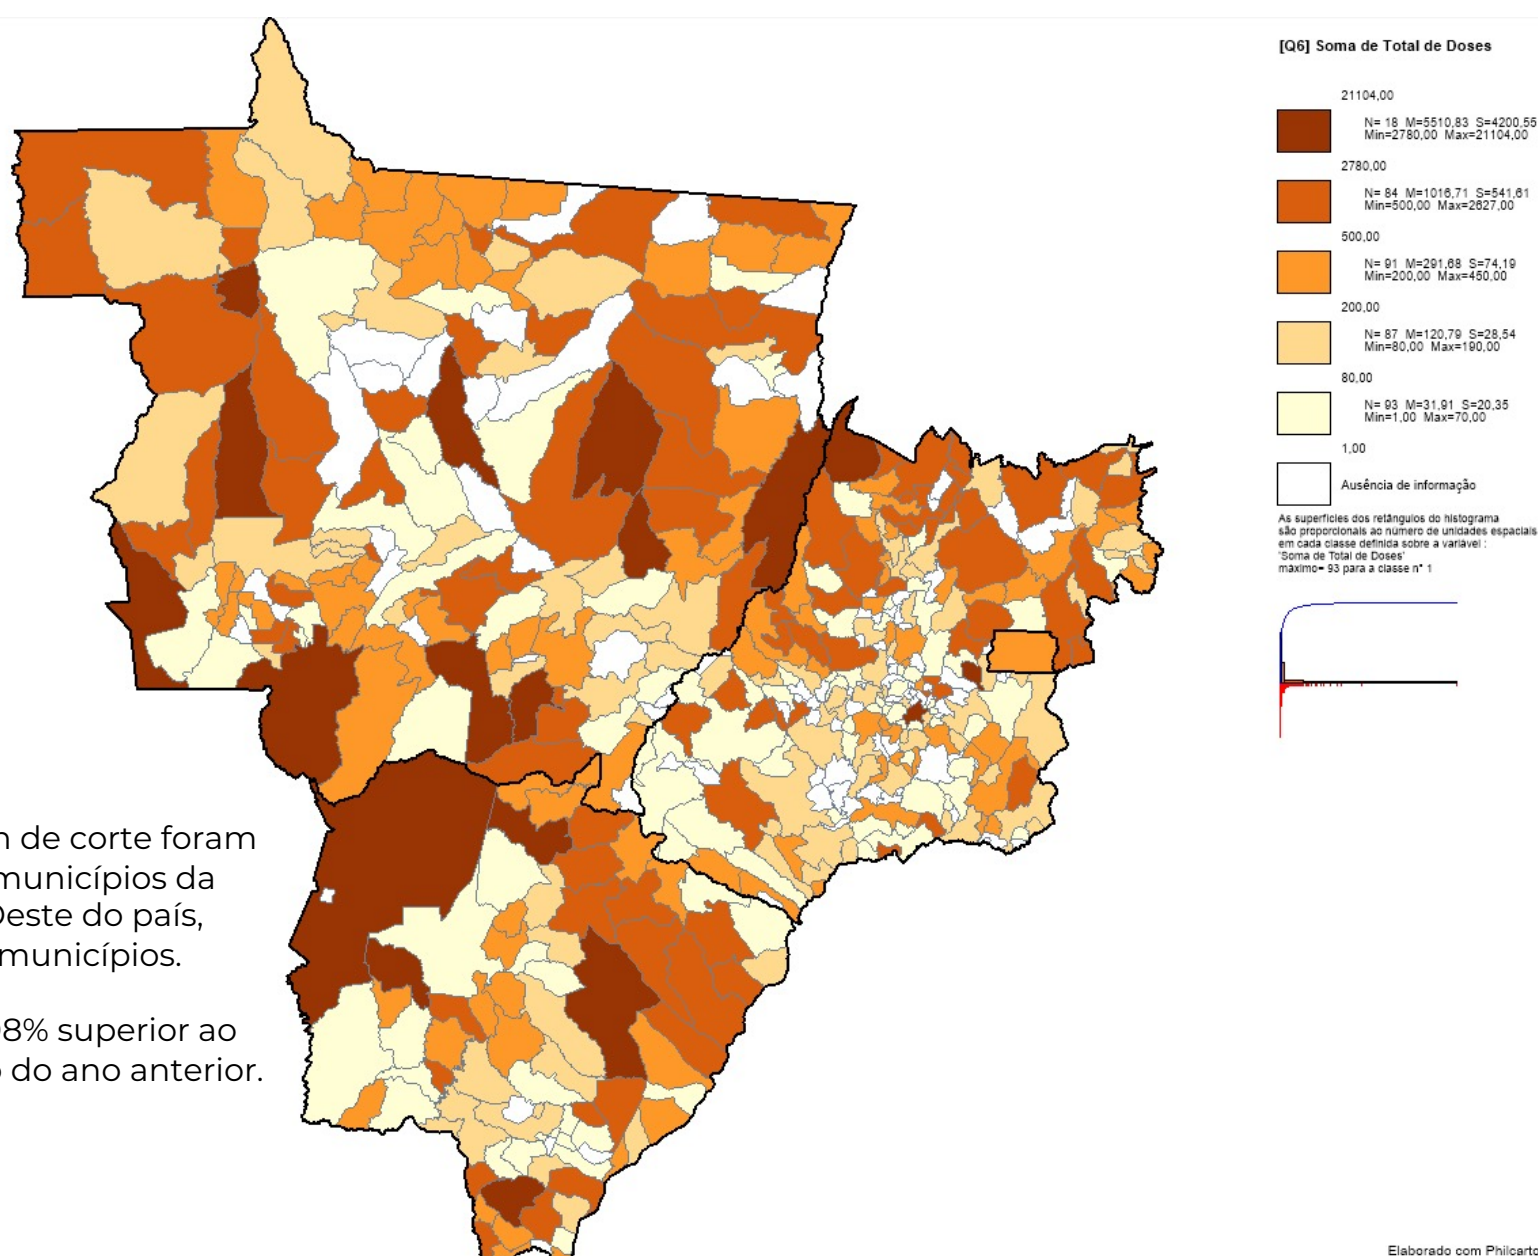 [Q6] Soma de Total de Doses
21104,00
N= 18 M=5510,83 S=4200,55
Min=2780,00 Max=21104,00
2780,00
N= 84 M=1016,71 S=541,61
Min=500,00 Max=2627,00
500,00
N= 91 M=291,68 S=74,19
Min=200,00 Max=450,00
200,00
N= 87 M=120,79 S=28,54
Min=80,00 Max=190,00
80,00
N= 93 M=31,91 S=20,35
Min=1,00 Max=70,00
1,00
Ausência de informação
As superfícies dos retângulos do histograma
são proporcionais ao número de unidades espaciais
em cada classe definida sobre a variável :
'Soma de Total de Doses'
máximo= 93 para a classe n° 1
de corte foram
municípios da
Oeste do país,
municípios.
8% superior ao
do ano anterior.
Elaborado com Philcarto